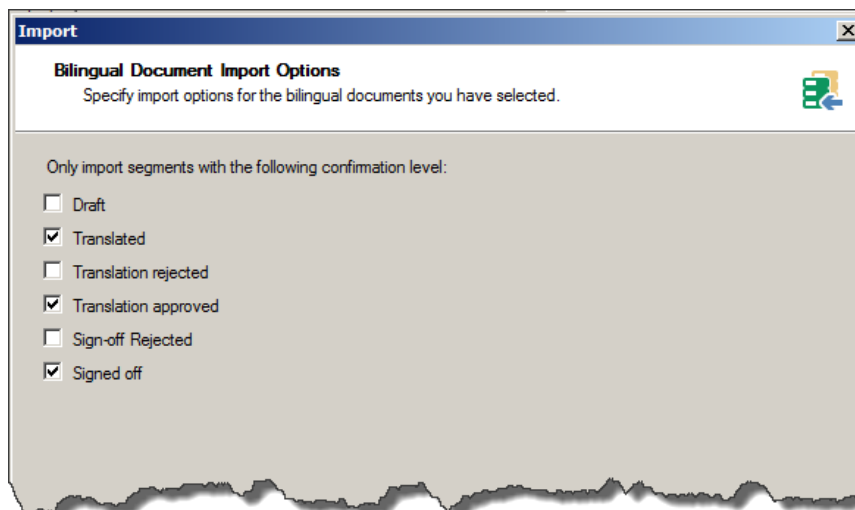 Import
Bilingual Document Import Options
Specify import options for the bilingual documents you have selected.
Only import segments with the following confirmation level:
Draft
Translated
Translation rejected
Translation approved
Sign-off Rejected
Signed off